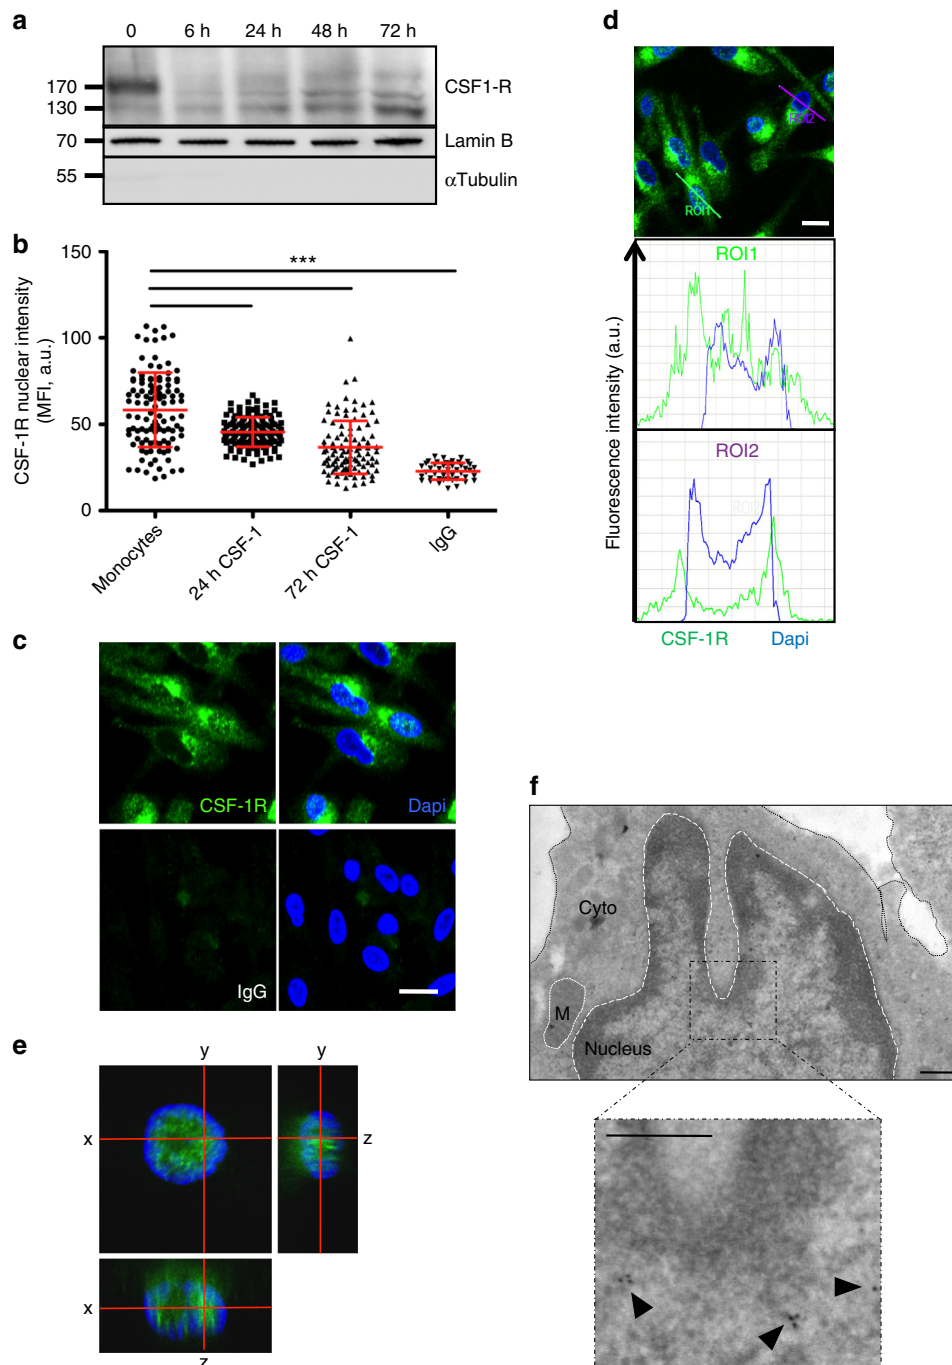 a
0 6 h 24 h 48 h 72 h
170
130
CSF1-R
70
Lamin B
55
αTubulin
b
CSF-1R nuclear intensity
(MFI, a.u.)
150
100
50
0
***
Monocytes
24 h CSF-1
72 h CSF-1
IgG
c
CSF-1R
Dapi
IgG
d
ROI2
ROI1
Fluorescence intensity (a.u.)
ROI1
ROI2
CSF-1R Dapi
e
y y
x z
x
z
f
Cyto
M
Nucleus